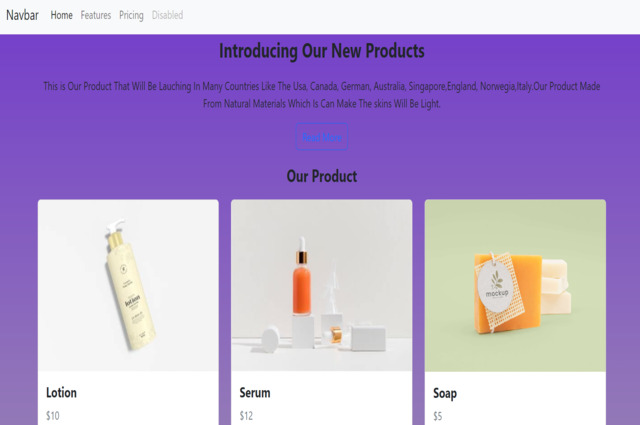 Navbar Home Features Pricing Disabled
Introducing Our New Products
This is Our Product That Will Be Lauching In Many Countries Like The Usa, Canada, German, Australia, Singapore,England, Norwegia,Italy.Our Product Made
From Natural Materials Which Is Can Make The skins Will Be Light.
Our Product
lotion
mockup
Lotion Serum Soap
$10 $12 $5